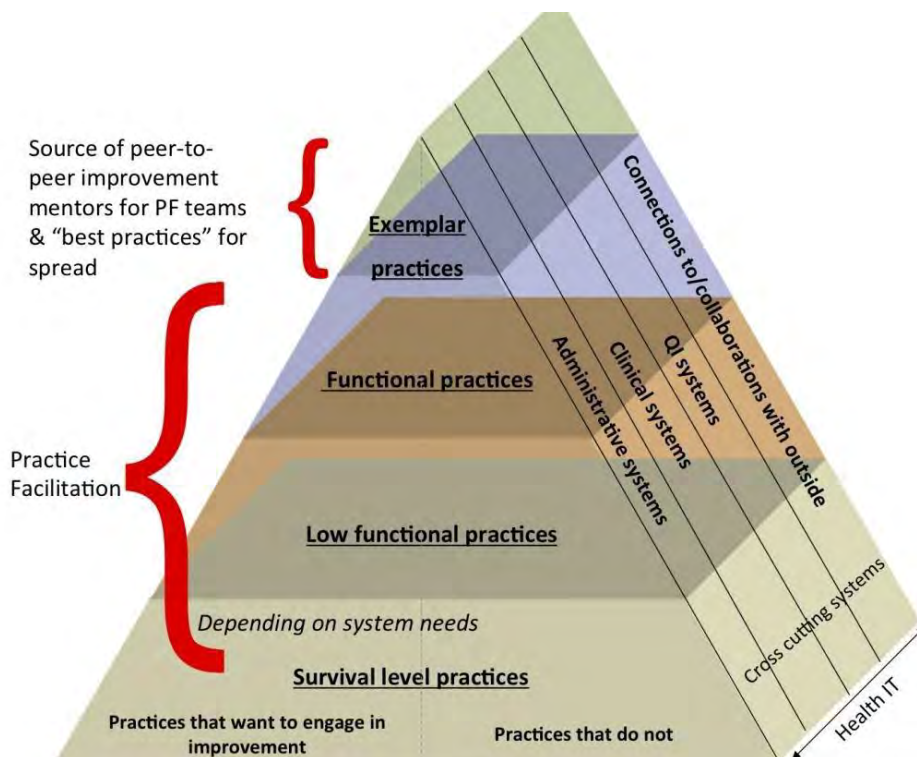 Source of peer-to-
peer improvement
mentors for PF teams
& “best practices” for
spread
Exemplar
practices
Functional practices
Practice
Facilitation
Low functional practices
Depending on system needs
Survival level practices
Practices that want to engage in
improvement
Practices that do not
Administrative systems
Clinical systems
QI systems
Connections to/collaborations with outside
Cross cutting systems
Health IT